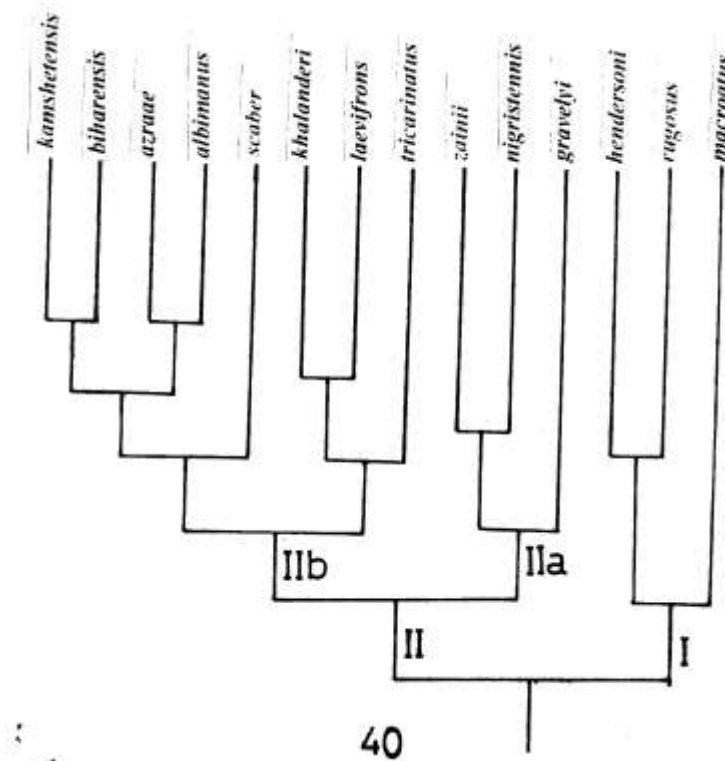 kamshetensis
biharensis
azraae
albimanus
scaber
khalanderi
laevifrons
tricarinatus
zainii
nigristennis
gravelyi
hendersoni
rugosus
IIb
IIa
II
I
40